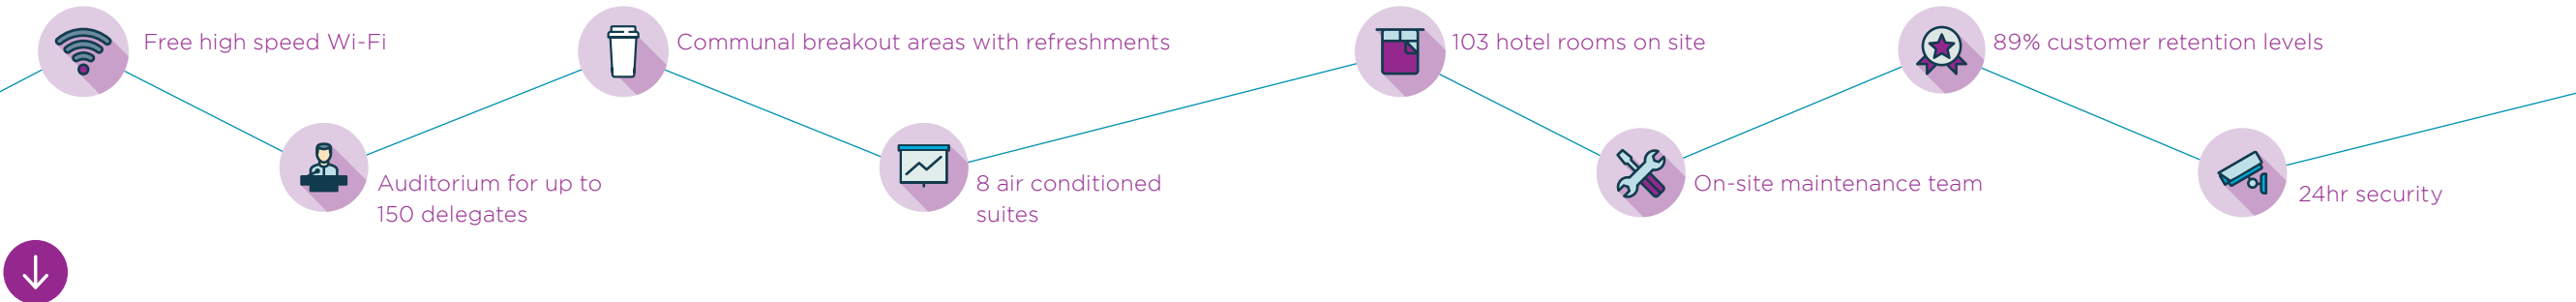 Free high speed Wi-Fi
Communal breakout areas with refreshments
103 hotel rooms on site
89% customer retention levels
Auditorium for up to
150 delegates
8 air conditioned
suites
On-site maintenance team
24hr security